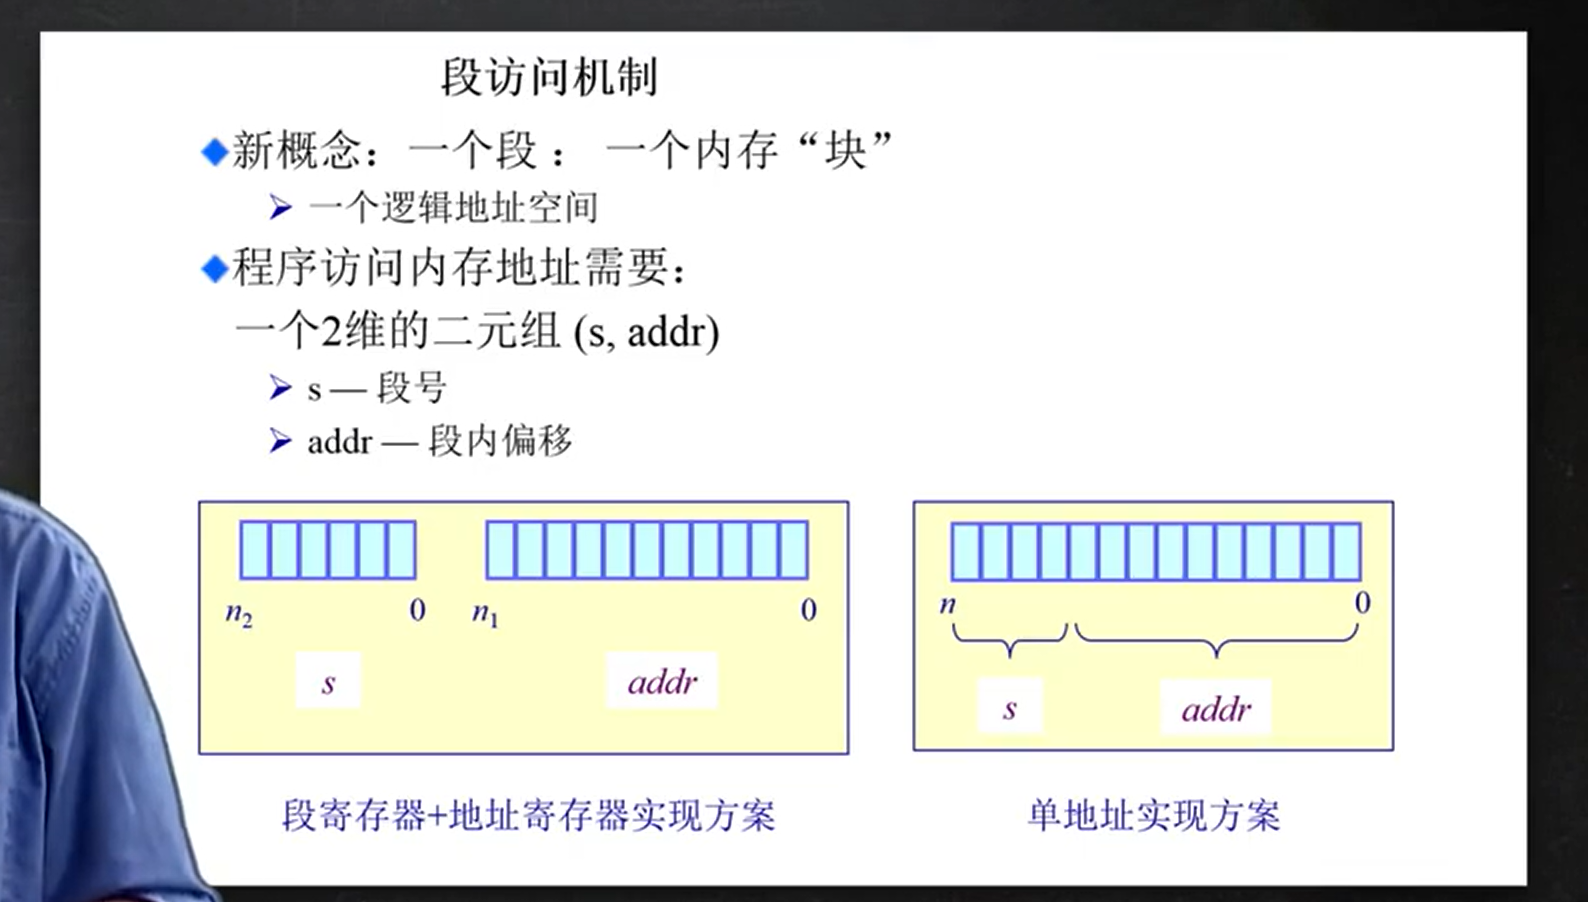 段访问机制
新概念：一个段： 一个内存“块”
一个逻辑地址空间
程序访问内存地址需要：
一个2维的二元组 (s, addr)
s — 段号
addr — 段内偏移
n₂ 0 n₁ 0
s addr
段寄存器+地址寄存器实现方案
n 0
s addr
单地址实现方案